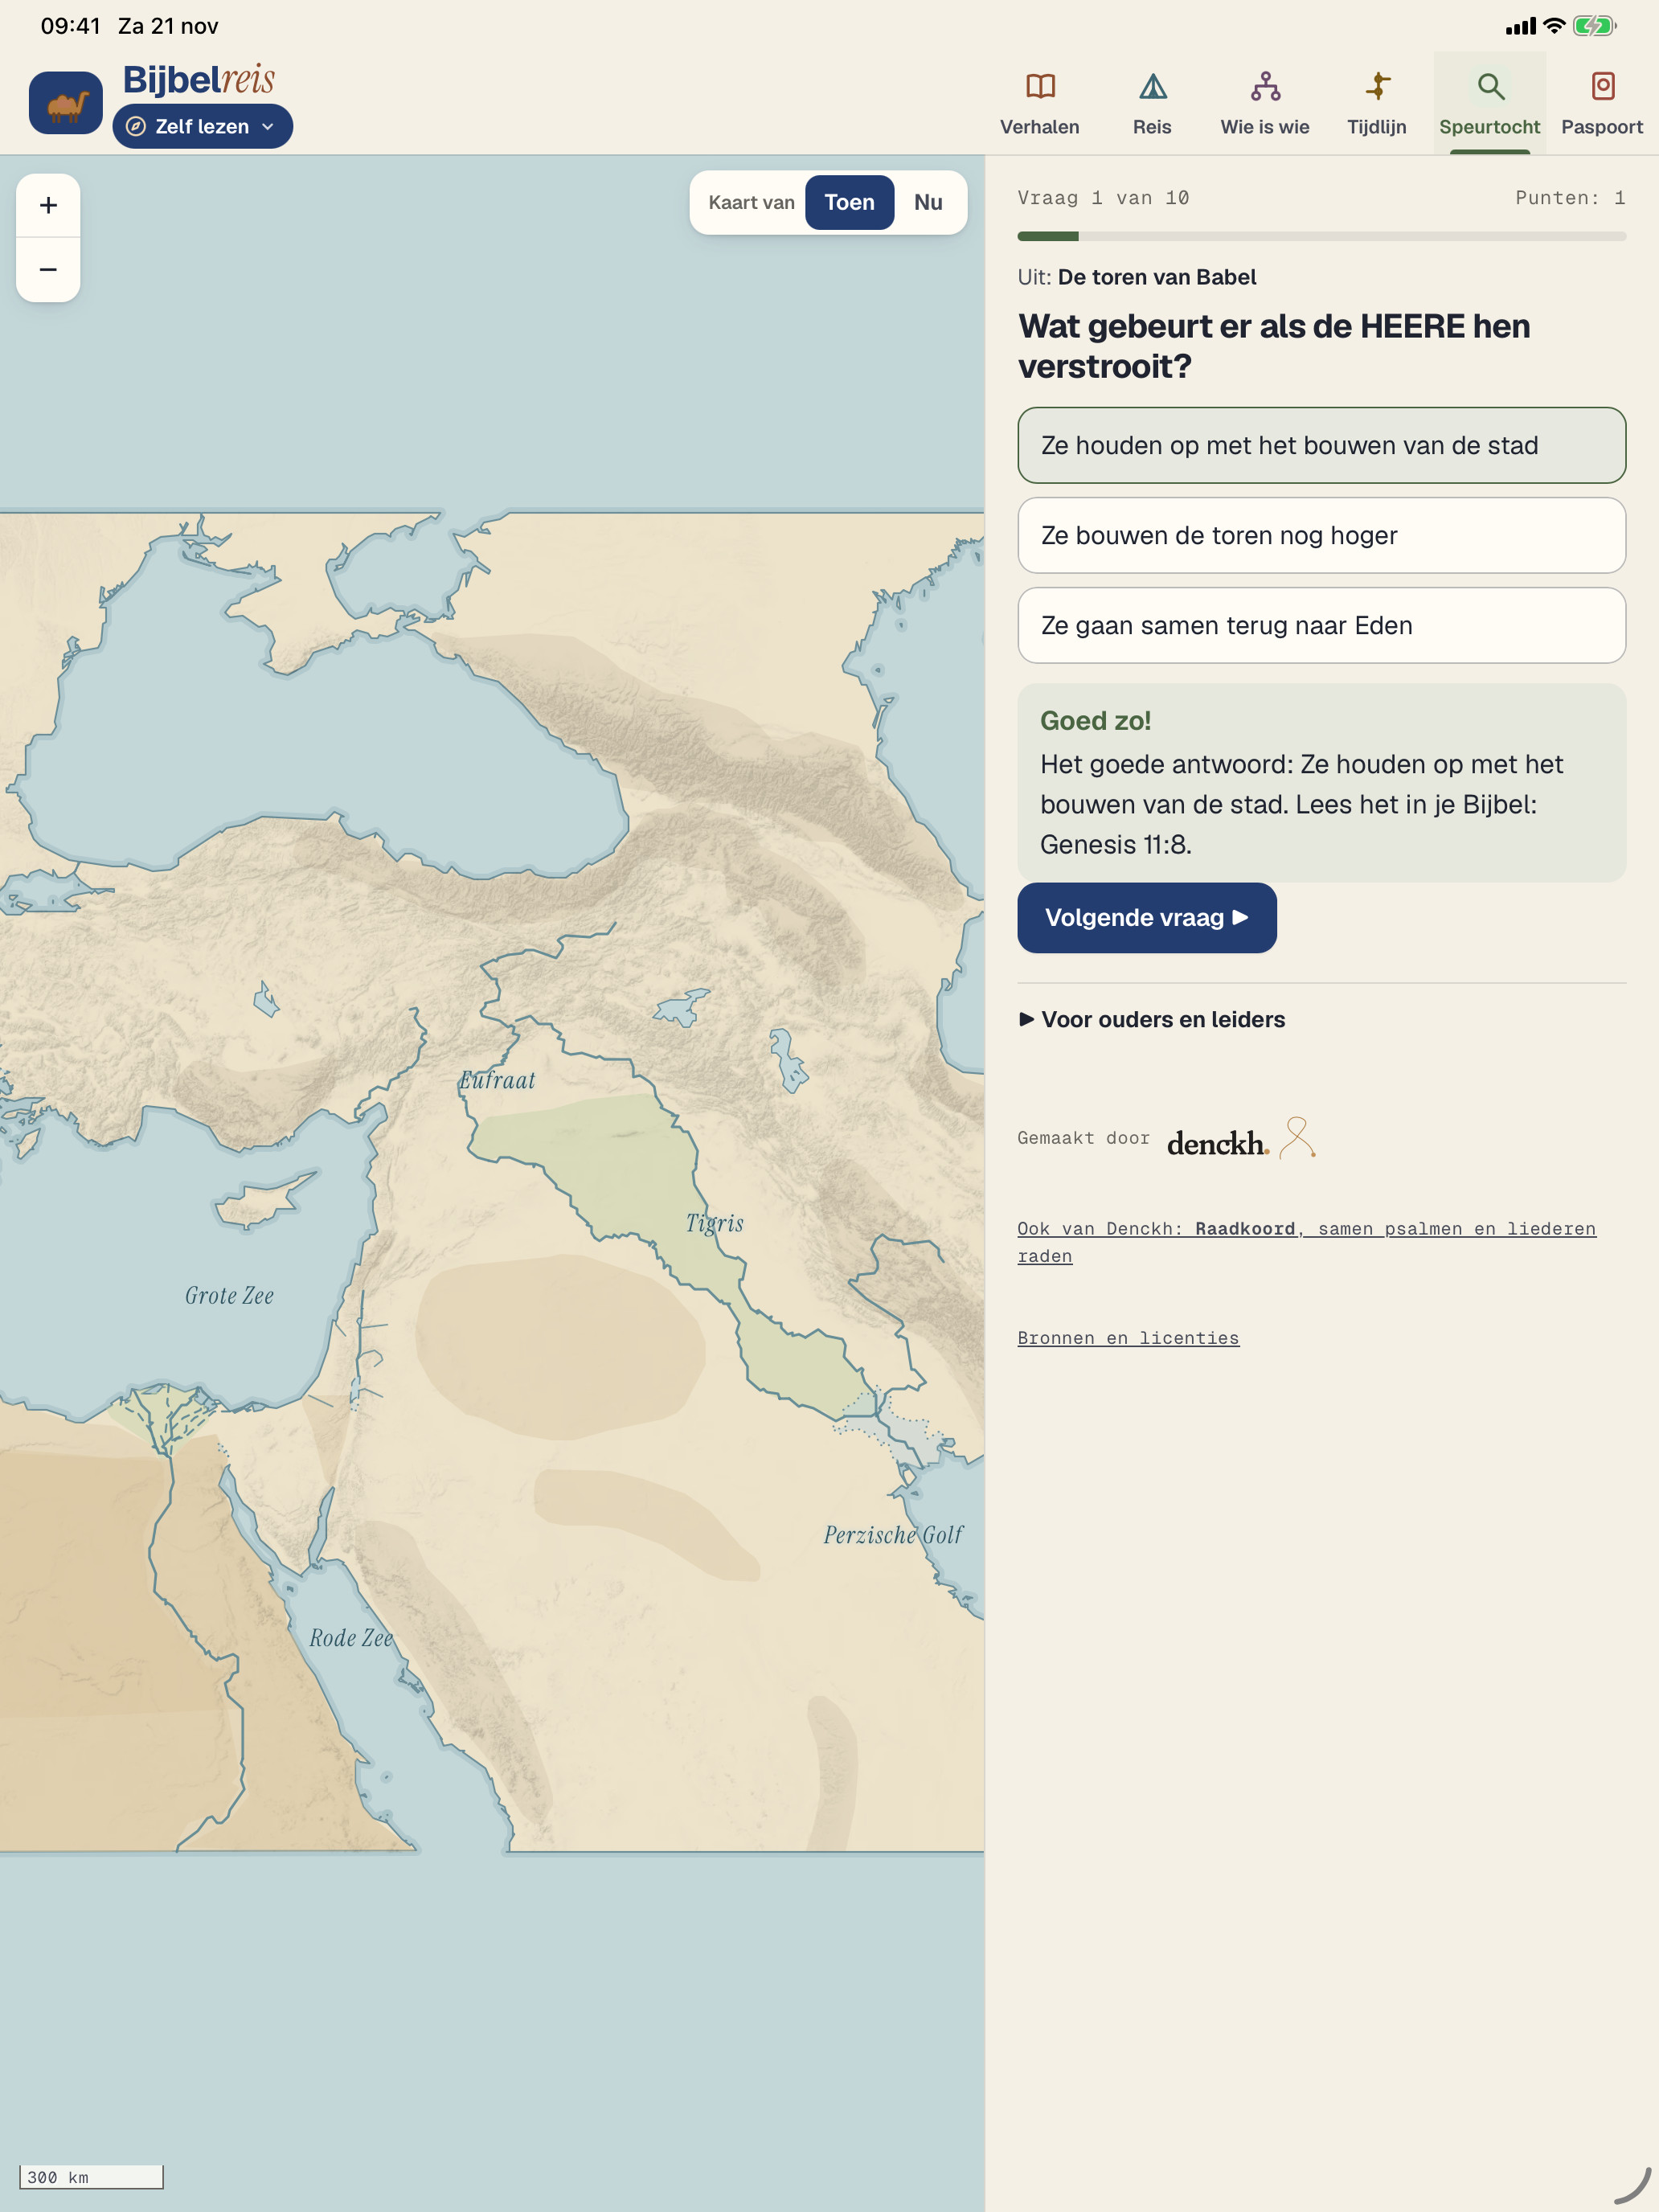 09:41 Za 21 nov
Bijbelreis
Zelf lezen
Verhalen
Reis
Wie is wie
Tijdlijn
Speurtocht
Paspoort
+
−
Kaart van Toen Nu
Eufraat
Tigris
Grote Zee
Perzische Golf
Rode Zee
300 km
Vraag 1 van 10
Punten: 1
Uit: De toren van Babel
Wat gebeurt er als de HEERE hen
verstrooit?
Ze houden op met het bouwen van de stad
Ze bouwen de toren nog hoger
Ze gaan samen terug naar Eden
Goed zo!
Het goede antwoord: Ze houden op met het
bouwen van de stad. Lees het in je Bijbel:
Genesis 11:8.
Volgende vraag ▶
▶ Voor ouders en leiders
Gemaakt door denckh.
Ook van Denckh: Raadkoord, samen psalmen en liederen
raden
Bronnen en licenties